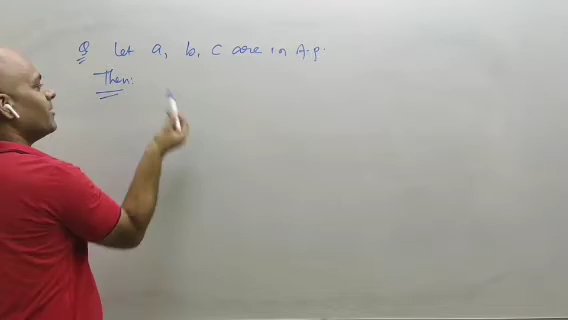 Q Let a, b, c are in A.p.
Then: